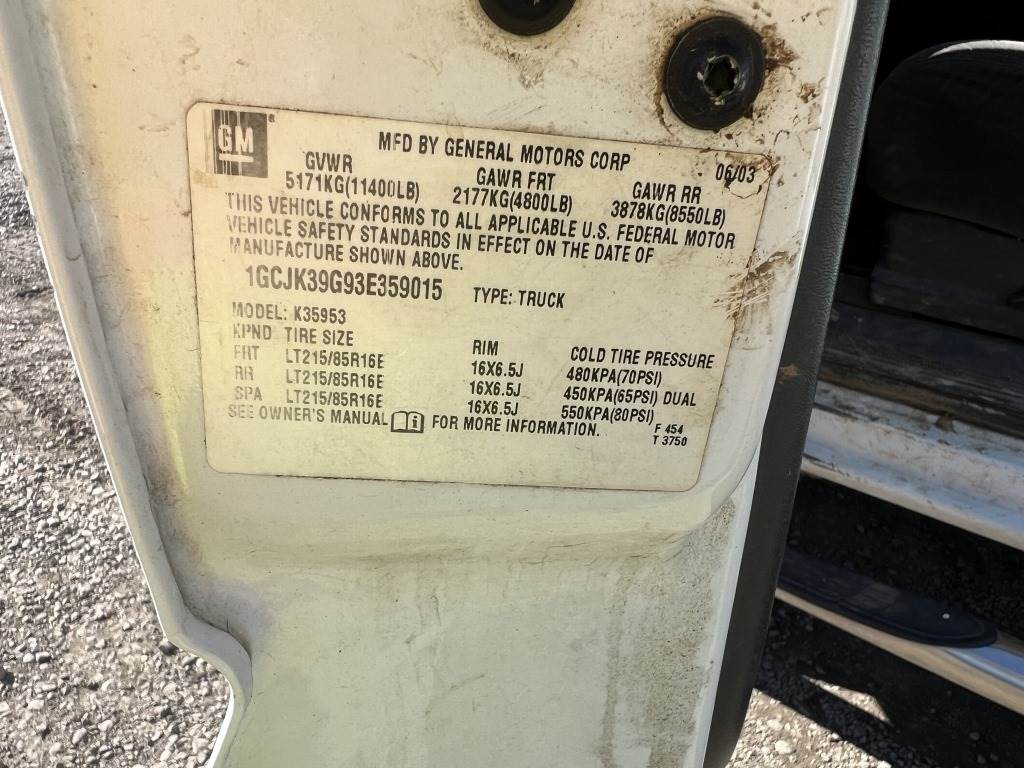 GM ®
MFD BY GENERAL MOTORS CORP 06/03
GVWR GAWR FRT GAWR RR
5171KG(11400LB) 2177KG(4800LB) 3878KG(8550LB)
THIS VEHICLE CONFORMS TO ALL APPLICABLE U.S. FEDERAL MOTOR
VEHICLE SAFETY STANDARDS IN EFFECT ON THE DATE OF
MANUFACTURE SHOWN ABOVE.
1GCJK39G93E359015 TYPE: TRUCK
MODEL: K35953
KPND TIRE SIZE RIM COLD TIRE PRESSURE
FRT LT215/85R16E 16X6.5J 480KPA(70PSI)
RR LT215/85R16E 16X6.5J 450KPA(65PSI) DUAL
SPA LT215/85R16E 16X6.5J 550KPA(80PSI)
SEE OWNER'S MANUAL FOR MORE INFORMATION.
F 454
T 3750